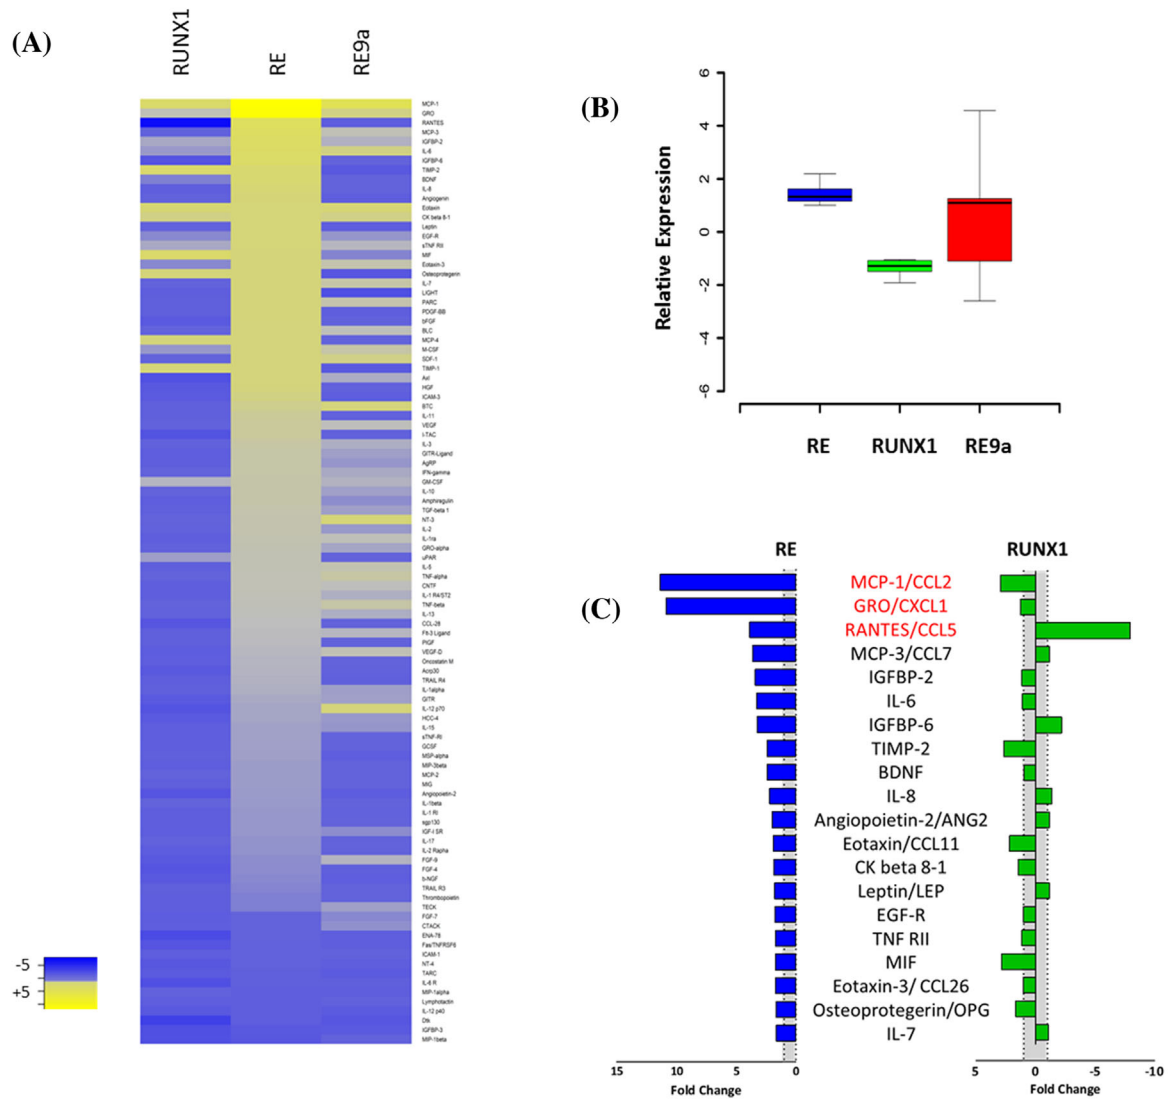 (A)
RUNX1
RE
RE9a
MCP-1
GRO
RANTES
MCP-3
IGFBP-2
IL-6
IGFBP-6
TIMP-2
BDNF
IL-8
Angiogenin
Eotaxin
CK beta 8-1
Leptin
EGF-R
sTNF RII
MIF
Eotaxin-3
Osteoprotegerin
IL-7
LIGHT
PARC
PDGF-BB
bFGF
BLC
MCP-4
M-CSF
SDF-1
TIMP-1
Axl
HGF
ICAM-3
BTC
IL-11
VEGF
I-TAC
IL-3
GITR-Ligand
AgRP
IFN-gamma
GM-CSF
IL-10
Amphiregulin
TGF-beta 1
NT-3
IL-2
IL-1ra
GRO-alpha
uPAR
IL-5
TNF-alpha
CNTF
IL-1 R4/ST2
TNF-beta
IL-13
CCL-28
Flt-3 Ligand
PlGF
VEGF-D
Oncostatin M
Acrp30
TRAIL R4
IL-1alpha
GITR
IL-12 p70
HCC-4
IL-15
sTNF-RI
GCSF
MSP-alpha
MIP-3beta
MCP-2
MIG
Angiopoietin-2
IL-1beta
IL-1 RI
sgp130
IGF-I SR
IL-17
IL-2 Rapha
FGF-9
FGF-4
b-NGF
TRAIL R3
Thrombopoietin
TECK
FGF-7
CTACK
ENA-78
Fas/TNFRSF6
ICAM-1
NT-4
TARC
IL-6 R
MIP-1alpha
Lymphotactin
IL-12 p40
Dtk
IGFBP-3
MIP-1beta
-5
+5
(B)
Relative Expression
6
4
2
0
-2
-4
-6
RE
RUNX1
RE9a
(C)
RE
RUNX1
MCP-1/CCL2
GRO/CXCL1
RANTES/CCL5
MCP-3/CCL7
IGFBP-2
IL-6
IGFBP-6
TIMP-2
BDNF
IL-8
Angiopoietin-2/ANG2
Eotaxin/CCL11
CK beta 8-1
Leptin/LEP
EGF-R
TNF RII
MIF
Eotaxin-3/ CCL26
Osteoprotegerin/OPG
IL-7
15 10 5 0
Fold Change
5 0 -5 -10
Fold Change